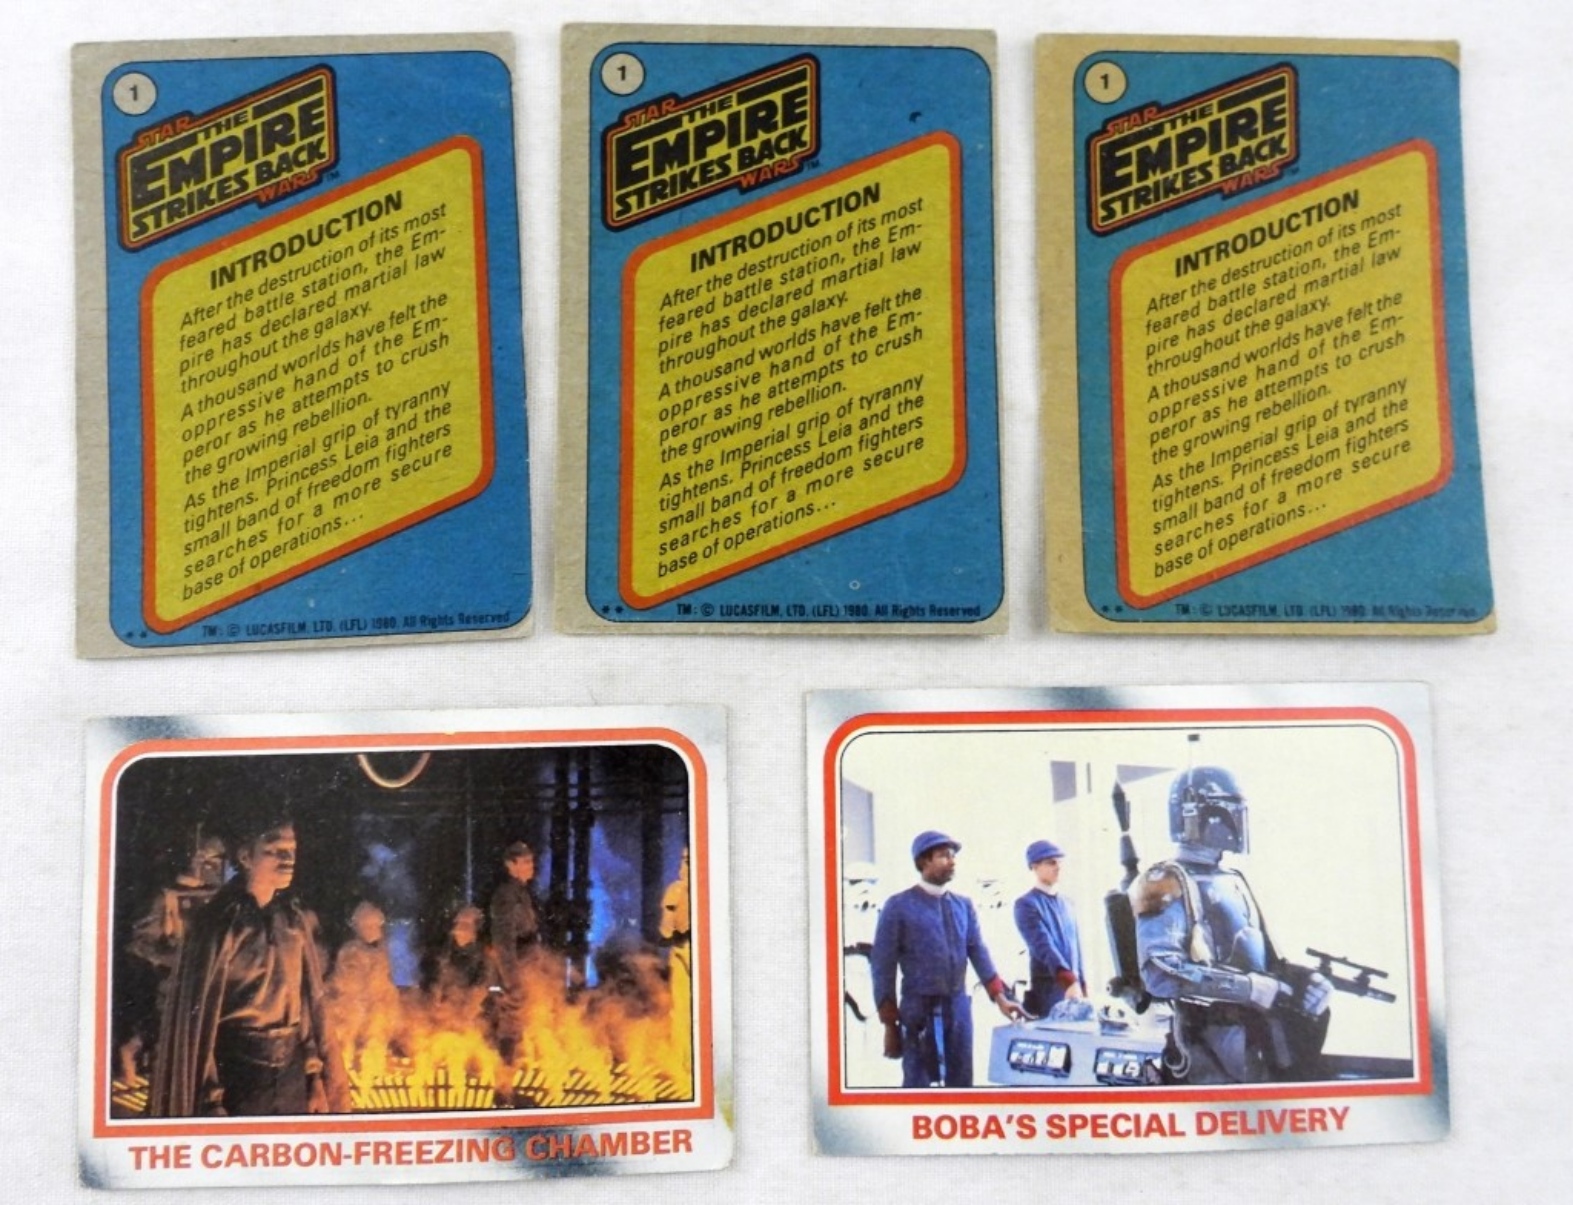 1
STAR
THE
EMPIRE
STRIKES BACK
WARS™
INTRODUCTION
After the destruction of its most
feared battle station, the Em-
pire has declared martial law
throughout the galaxy.
A thousand worlds have felt the
oppressive hand of the Em-
peror as he attempts to crush
the growing rebellion.
As the Imperial grip of tyranny
tightens. Princess Leia and the
small band of freedom fighters
searches for a more secure
base of operations...
** TM: © LUCASFILM, LTD. (LFL) 1980. All Rights Reserved
1
STAR
THE
EMPIRE
STRIKES BACK
WARS™
INTRODUCTION
After the destruction of its most
feared battle station, the Em-
pire has declared martial law
throughout the galaxy.
A thousand worlds have felt the
oppressive hand of the Em-
peror as he attempts to crush
the growing rebellion.
As the Imperial grip of tyranny
tightens. Princess Leia and the
small band of freedom fighters
searches for a more secure
base of operations...
** TM: © LUCASFILM, LTD. (LFL) 1980. All Rights Reserved
1
STAR
THE
EMPIRE
STRIKES BACK
WARS™
INTRODUCTION
After the destruction of its most
feared battle station, the Em-
pire has declared martial law
throughout the galaxy.
A thousand worlds have felt the
oppressive hand of the Em-
peror as he attempts to crush
the growing rebellion.
As the Imperial grip of tyranny
tightens. Princess Leia and the
small band of freedom fighters
searches for a more secure
base of operations...
** TM: © LUCASFILM, LTD. (LFL) 1980. All Rights Reserved
THE CARBON-FREEZING CHAMBER
BOBA'S SPECIAL DELIVERY